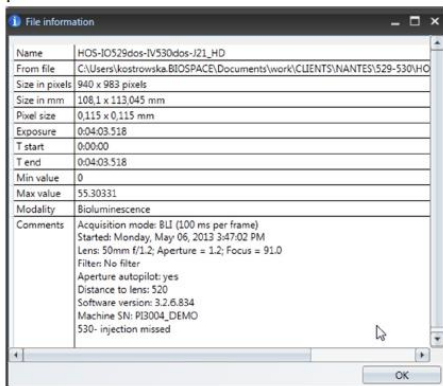 File information
Name HOS-IO529dos-IV530dos-J21_HD
From file C:\Users\kostrowska.BIOSPACE\Documents\work\CLIENTS\NANTES\529-530\HO
Size in pixels 940 x 983 pixels
Size in mm 108,1 x 113,045 mm
Pixel size 0,115 x 0,115 mm
Exposure 0:04:03.518
T start 0:00:00
T end 0:04:03.518
Min value 0
Max value 55.30331
Modality Bioluminescence
Comments Acquisition mode: BLI (100 ms per frame)
Started: Monday, May 06, 2013 3:47:02 PM
Lens: 50mm f/1.2; Aperture = 1.2; Focus = 91.0
Filter: No filter
Aperture autopilot: yes
Distance to lens: 520
Software version: 3.2.6.834
Machine SN: PI3004_DEMO
530- injection missed
OK